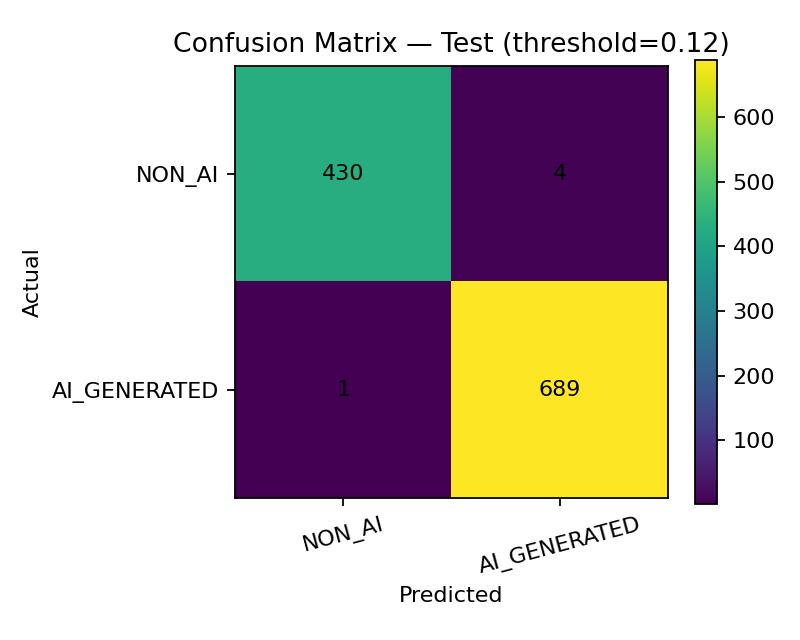 Confusion Matrix — Test (threshold=0.12)
NON_AI
430
4
AI_GENERATED
1
689
Actual
NON_AI
AI_GENERATED
Predicted
600
500
400
300
200
100